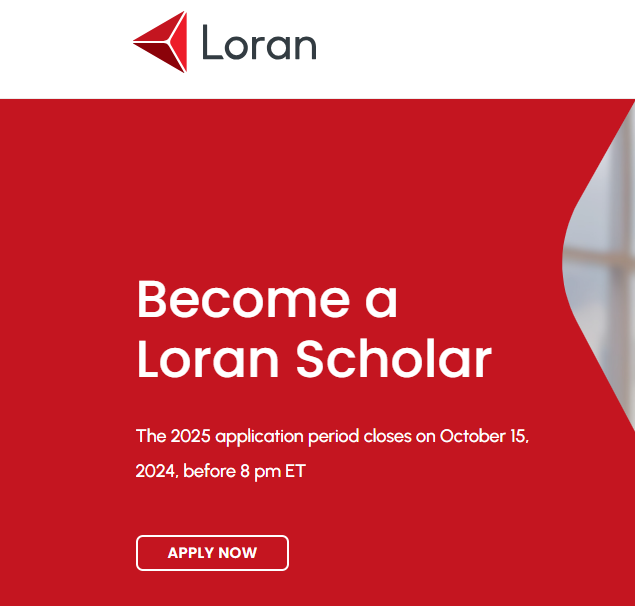 Loran
Become a
Loran Scholar
The 2025 application period closes on October 15,
2024, before 8 pm ET
APPLY NOW